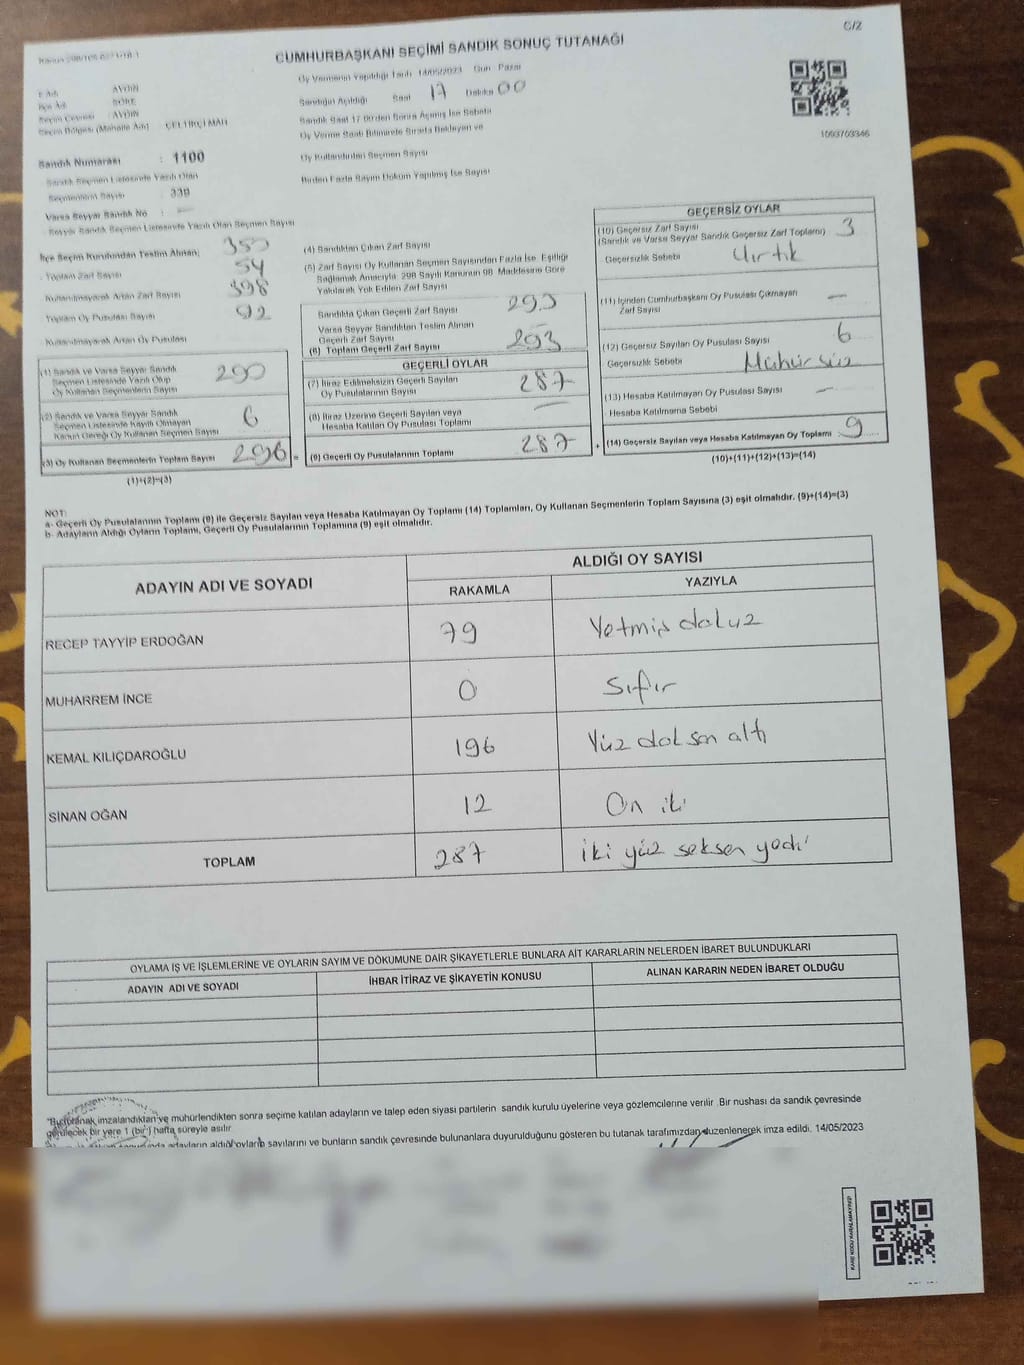 C/2
CUMHURBAŞKANI SEÇİMİ SANDIK SONUÇ TUTANAĞI
Oy Vermenin Yapıldığı Tarih 14/05/2023 Gün Pazar
İl Adı AYDIN
İlçe Adı SÖKE
Seçim Çevresi : AYDIN
Seçim Bölgesi (Mahalle Adı) : ÇELTİKÇİ MAH
Sandığın Açıldığı Saat 17 Dakika 00
Sandık Saat 17 00'den Sonra Açılmış İse Sebebi
Oy Verme Saati Bitiminde Sırada Bekleyen ve
Oy Kullandırılan Seçmen Sayısı
Birden Fazla Sayım Döküm Yapılmış İse Sayısı
1093703346
Sandık Numarası : 1100
Sandık Seçmen Listesinde Yazılı Olan
Seçmenlerin Sayısı : 339
Varsa Seyyar Sandık No : —
Seyyar Sandık Seçmen Listesinde Yazılı Olan Seçmen Sayısı
İlçe Seçim Kurulundan Teslim Alınan; 350
Toplam Zarf Sayısı 54
Kullanılmayarak Artan Zarf Sayısı 398
Toplam Oy Pusulası Sayısı 92
Kullanılmayarak Artan Oy Pusulası
(1) Sandık ve Varsa Seyyar Sandık
Seçmen Listesinde Yazılı Olup
Oy Kullanan Seçmenlerin Sayısı 290
(2) Sandık ve Varsa Seyyar Sandık
Seçmen Listesinde Kayıtlı Olmayan
Kanun Gereği Oy Kullanan Seçmen Sayısı 6
(3) Oy Kullanan Seçmenlerin Toplam Sayısı 296 =
(1)+(2)=(3)
(4) Sandıktan Çıkan Zarf Sayısı
(5) Zarf Sayısı Oy Kullanan Seçmen Sayısından Fazla İse, Eşitliği
Sağlamak Amacıyla, 298 Sayılı Kanunun 98. Maddesine Göre
Yakılarak Yok Edilen Zarf Sayısı
Sandıkta Çıkan Geçerli Zarf Sayısı 293
Varsa Seyyar Sandıktan Teslim Alınan
Geçerli Zarf Sayısı —
(6) Toplam Geçerli Zarf Sayısı 293
GEÇERLİ OYLAR
(7) İtiraz Edilmeksizin Geçerli Sayılan
Oy Pusulalarının Sayısı 287
(8) İtiraz Üzerine Geçerli Sayılan veya
Hesaba Katılan Oy Pusulası Toplamı —
(9) Geçerli Oy Pusulalarının Toplamı 287 +
GEÇERSİZ OYLAR
(10) Geçersiz Zarf Sayısı 3
(Sandık ve Varsa Seyyar Sandık Geçersiz Zarf Toplamı)
Geçersizlik Sebebi Yırtık
(11) İçinden Cumhurbaşkanı Oy Pusulası Çıkmayan
Zarf Sayısı —
(12) Geçersiz Sayılan Oy Pusulası Sayısı 6
Geçersizlik Sebebi Mühürsüz
(13) Hesaba Katılmayan Oy Pusulası Sayısı —
Hesaba Katılmama Sebebi
(14) Geçersiz Sayılan veya Hesaba Katılmayan Oy Toplamı 9
(10)+(11)+(12)+(13)=(14)
NOT:
a- Geçerli Oy Pusulalarının Toplamı (9) ile Geçersiz Sayılan veya Hesaba Katılmayan Oy Toplamı (14) Toplamları, Oy Kullanan Seçmenlerin Toplam Sayısına (3) eşit olmalıdır. (9)+(14)=(3)
b- Adayların Aldığı Oyların Toplamı, Geçerli Oy Pusulalarının Toplamına (9) eşit olmalıdır.
ADAYIN ADI VE SOYADI
ALDIĞI OY SAYISI
RAKAMLA YAZIYLA
RECEP TAYYİP ERDOĞAN 79 Yetmiş dokuz
MUHARREM İNCE 0 Sıfır
KEMAL KILIÇDAROĞLU 196 Yüz doksan altı
SİNAN OĞAN 12 On iki
TOPLAM 287 iki yüz seksen yedi
OYLAMA İŞ VE İŞLEMLERİNE VE OYLARIN SAYIM VE DÖKÜMUNE DAİR ŞİKAYETLERLE BUNLARA AİT KARARLARIN NELERDEN İBARET BULUNDUKLARI
ADAYIN ADI VE SOYADI İHBAR İTİRAZ VE ŞİKAYETİN KONUSU ALINAN KARARIN NEDEN İBARET OLDUĞU
"Bu tutanak imzalandıktan ve mühürlendikten sonra seçime katılan adayların ve talep eden siyasi partilerin sandık kurulu üyelerine veya gözlemcilerine verilir .Bir nushası da sandık çevresinde
görülecek bir yere 1 (bir) hafta süreyle asılır.
adayların aldığı oyların sayılarını ve bunların sandık çevresinde bulunanlara duyurulduğunu gösteren bu tutanak tarafımızdan düzenlenerek imza edildi. 14/05/2023
KARE KODU KARALAMAYINIZ!